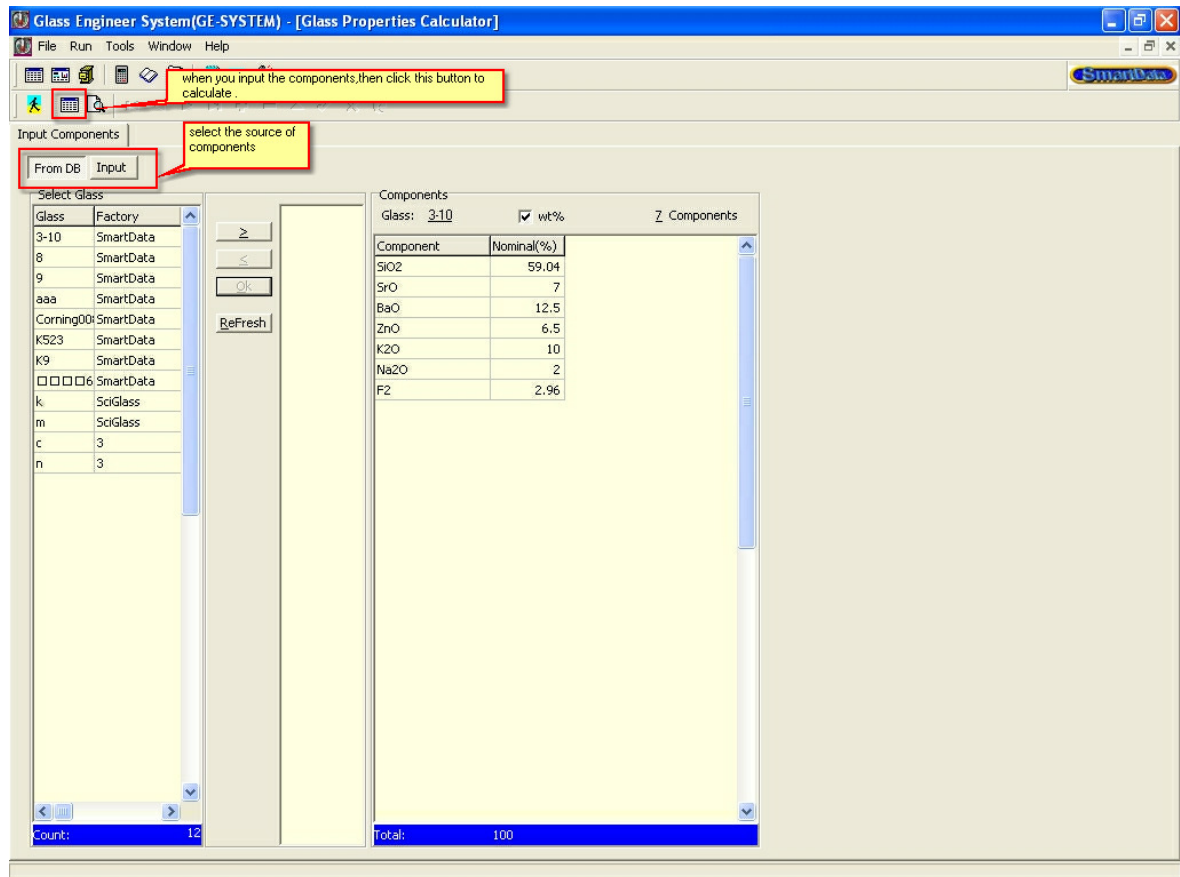 Glass Engineer System(GE-SYSTEM) - [Glass Properties Calculator]
File Run Tools Window Help
SmartData
when you input the components,then click this button to
calculate .
Input Components
select the source of
components
From DB Input
Select Glass
Glass Factory
3-10 SmartData
8 SmartData
9 SmartData
aaa SmartData
Corning00 SmartData
K523 SmartData
K9 SmartData
□□□□6 SmartData
k SciGlass
m SciGlass
c 3
n 3
Count: 12
≥
≤
Ok
ReFresh
Components
Glass: 3-10 wt% 7 Components
Component Nominal(%)
SiO2 59.04
SrO 7
BaO 12.5
ZnO 6.5
K2O 10
Na2O 2
F2 2.96
Total: 100